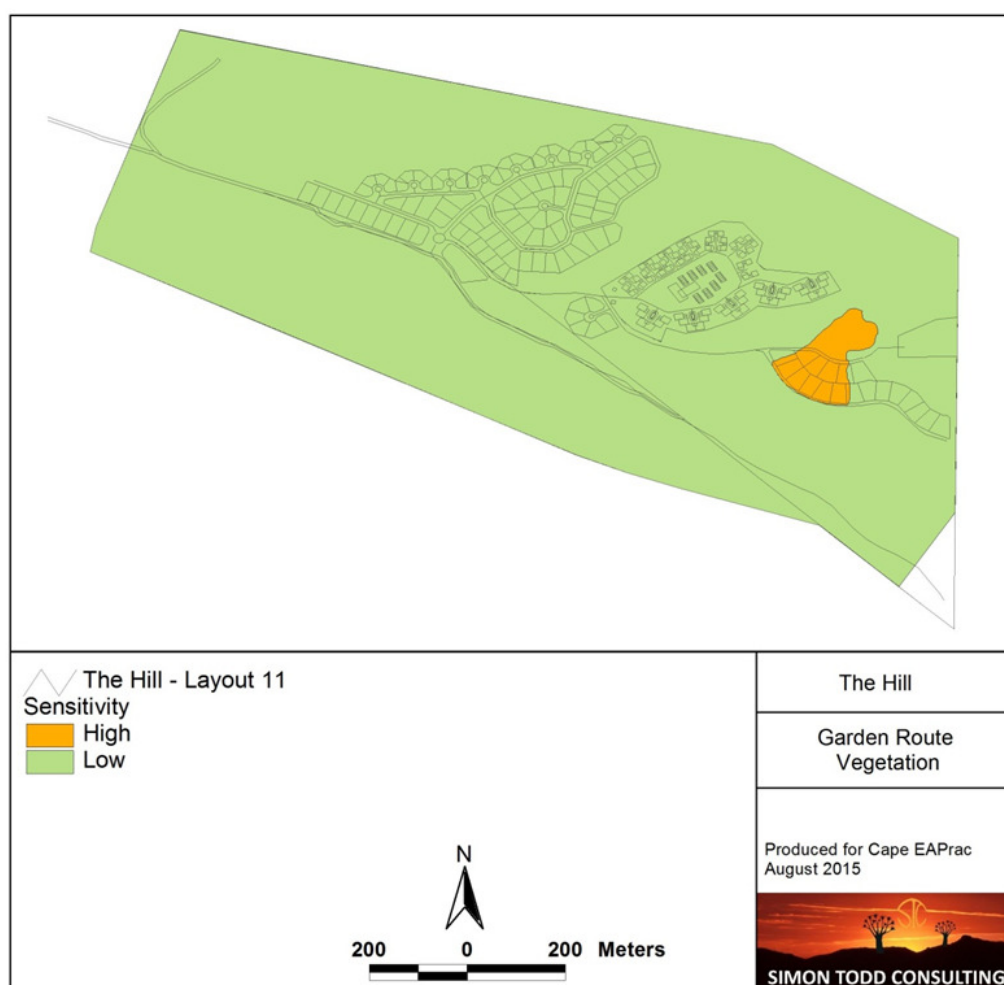 The Hill - Layout 11
Sensitivity
High
Low
N
200 0 200 Meters
The Hill
Garden Route
Vegetation
Produced for Cape EAPrac
August 2015
STC
SIMON TODD CONSULTING